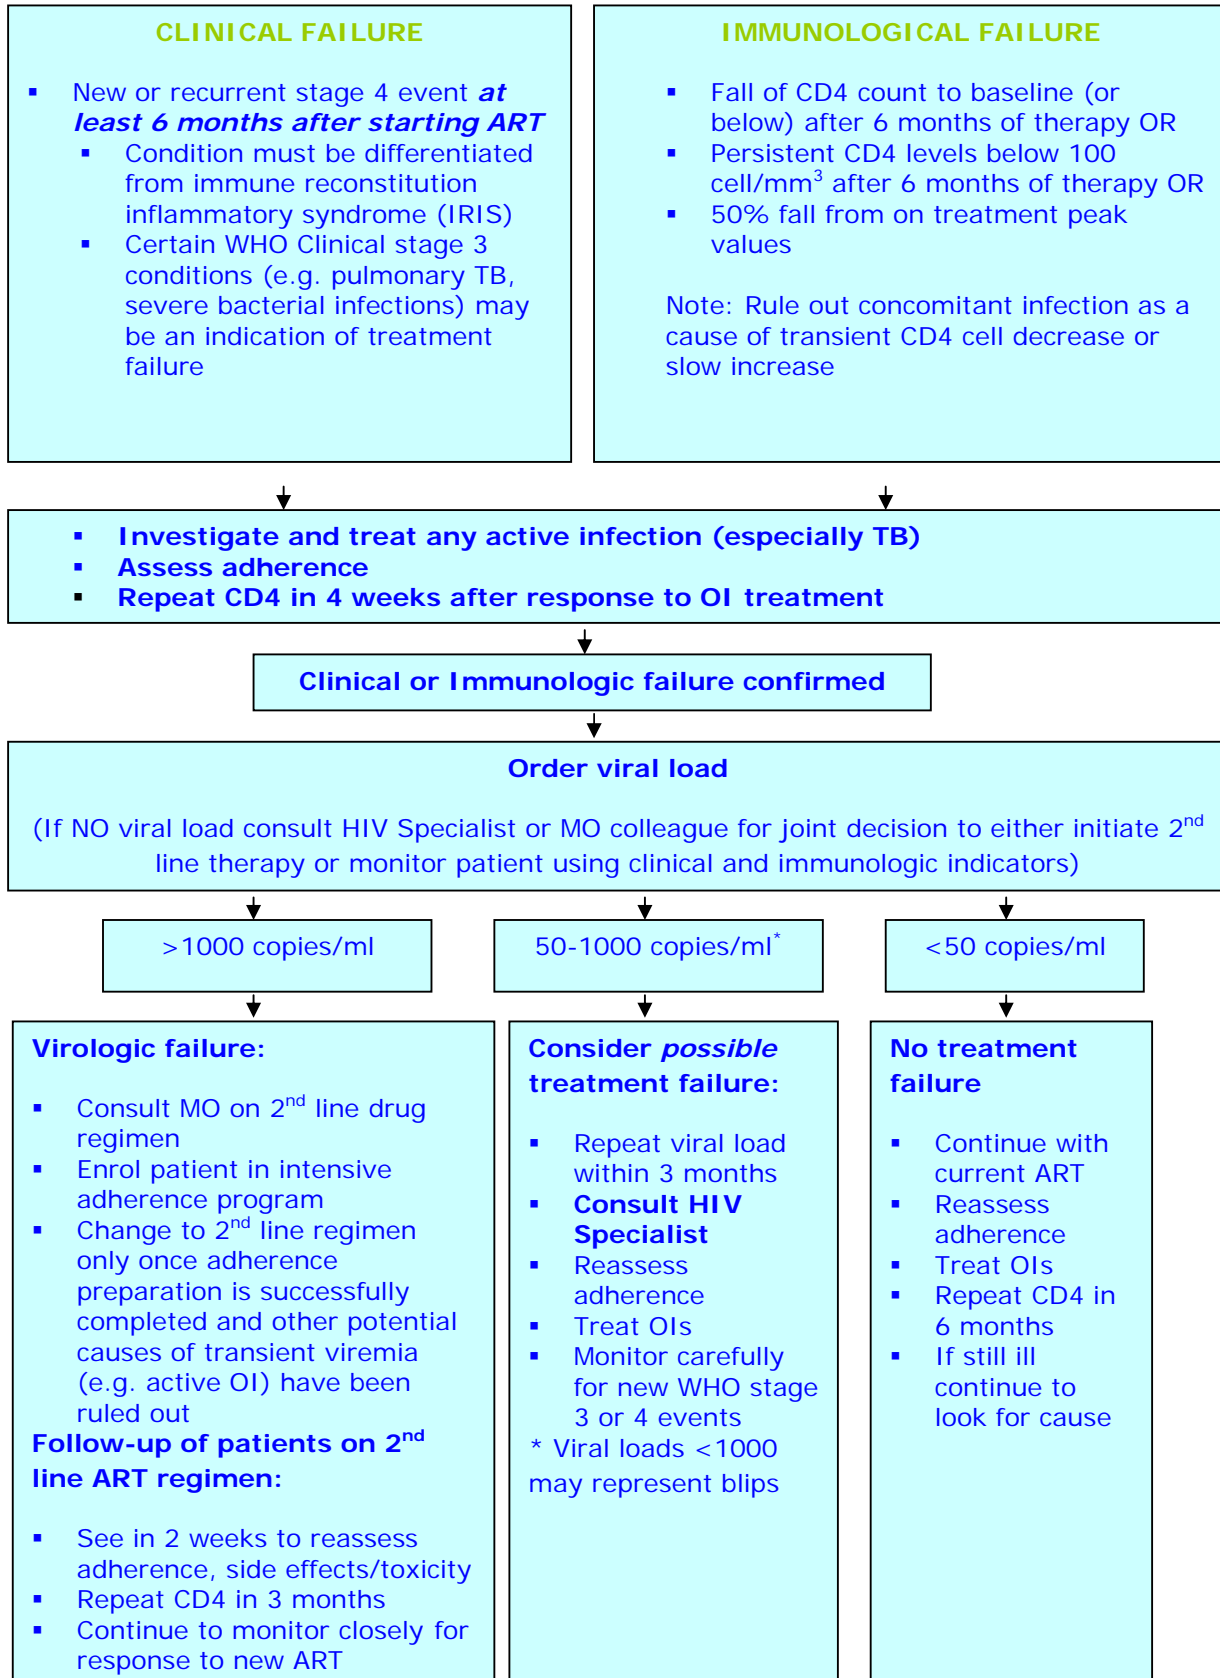 CLINICAL FAILURE
▪ New or recurrent stage 4 event at
least 6 months after starting ART
▪ Condition must be differentiated
from immune reconstitution
inflammatory syndrome (IRIS)
▪ Certain WHO Clinical stage 3
conditions (e.g. pulmonary TB,
severe bacterial infections) may
be an indication of treatment
failure
IMMUNOLOGICAL FAILURE
▪ Fall of CD4 count to baseline (or
below) after 6 months of therapy OR
▪ Persistent CD4 levels below 100
cell/mm³ after 6 months of therapy OR
▪ 50% fall from on treatment peak
values
Note: Rule out concomitant infection as a
cause of transient CD4 cell decrease or
slow increase
▪ Investigate and treat any active infection (especially TB)
▪ Assess adherence
▪ Repeat CD4 in 4 weeks after response to OI treatment
Clinical or Immunologic failure confirmed
Order viral load
(If NO viral load consult HIV Specialist or MO colleague for joint decision to either initiate 2nd
line therapy or monitor patient using clinical and immunologic indicators)
>1000 copies/ml
50-1000 copies/ml*
<50 copies/ml
Virologic failure:
▪ Consult MO on 2nd line drug
regimen
▪ Enrol patient in intensive
adherence program
▪ Change to 2nd line regimen
only once adherence
preparation is successfully
completed and other potential
causes of transient viremia
(e.g. active OI) have been
ruled out
Follow-up of patients on 2nd
line ART regimen:
▪ See in 2 weeks to reassess
adherence, side effects/toxicity
▪ Repeat CD4 in 3 months
▪ Continue to monitor closely for
response to new ART
Consider possible
treatment failure:
▪ Repeat viral load
within 3 months
▪ Consult HIV
Specialist
▪ Reassess
adherence
▪ Treat OIs
▪ Monitor carefully
for new WHO stage
3 or 4 events
* Viral loads <1000
may represent blips
No treatment
failure
▪ Continue with
current ART
▪ Reassess
adherence
▪ Treat OIs
▪ Repeat CD4 in
6 months
▪ If still ill
continue to
look for cause